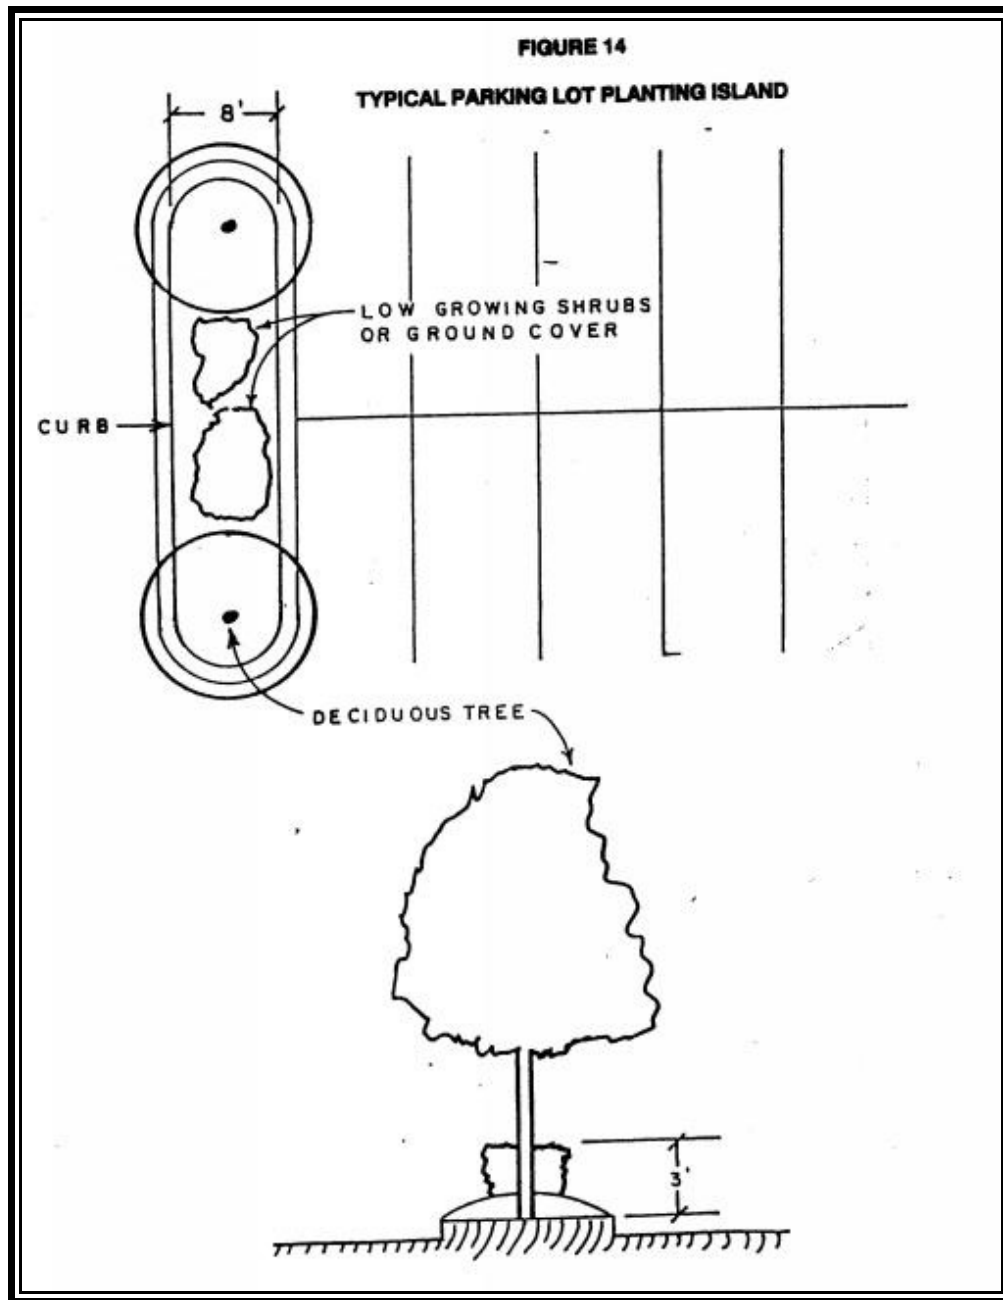 FIGURE 14
TYPICAL PARKING LOT PLANTING ISLAND
8'
LOW GROWING SHRUBS
OR GROUND COVER
CURB
DECIDUOUS TREE
3'